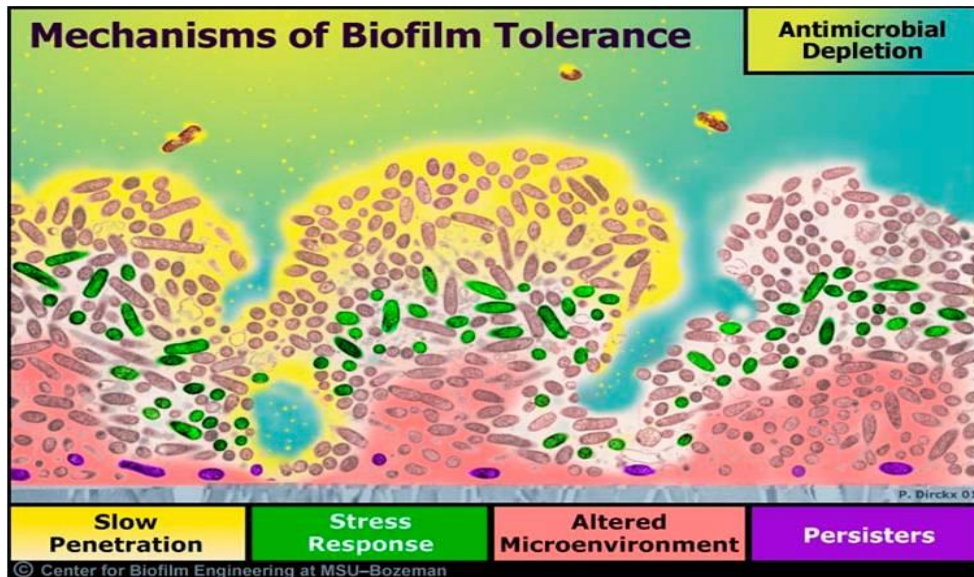 Mechanisms of Biofilm Tolerance
Antimicrobial
Depletion
P. Dirckx 01
Slow
Penetration
Stress
Response
Altered
Microenvironment
Persisters
© Center for Biofilm Engineering at MSU–Bozeman